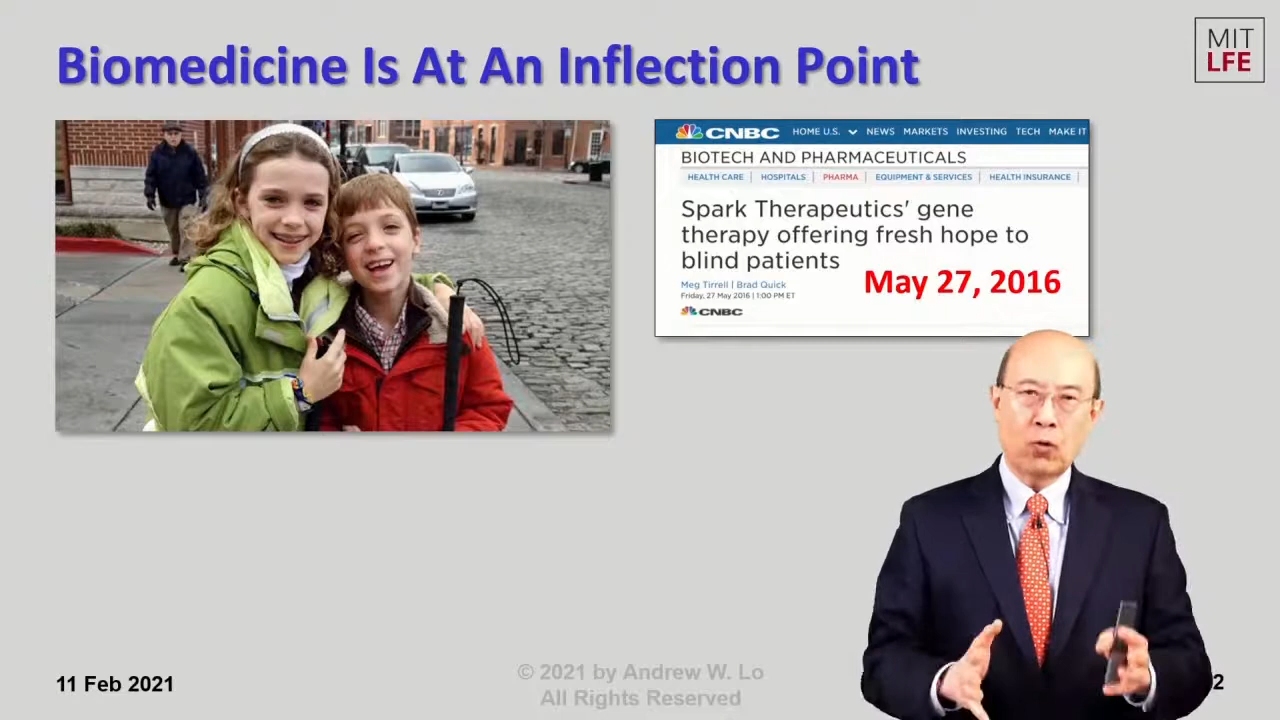 Biomedicine Is At An Inflection Point
MIT
LFE
CNBC HOME U.S. NEWS MARKETS INVESTING TECH MAKE IT
BIOTECH AND PHARMACEUTICALS
HEALTH CARE | HOSPITALS | PHARMA | EQUIPMENT & SERVICES | HEALTH INSURANCE |
Spark Therapeutics' gene
therapy offering fresh hope to
blind patients
May 27, 2016
Meg Tirrell | Brad Quick
Friday, 27 May 2016 | 1:00 PM ET
CNBC
11 Feb 2021
© 2021 by Andrew W. Lo
All Rights Reserved
2